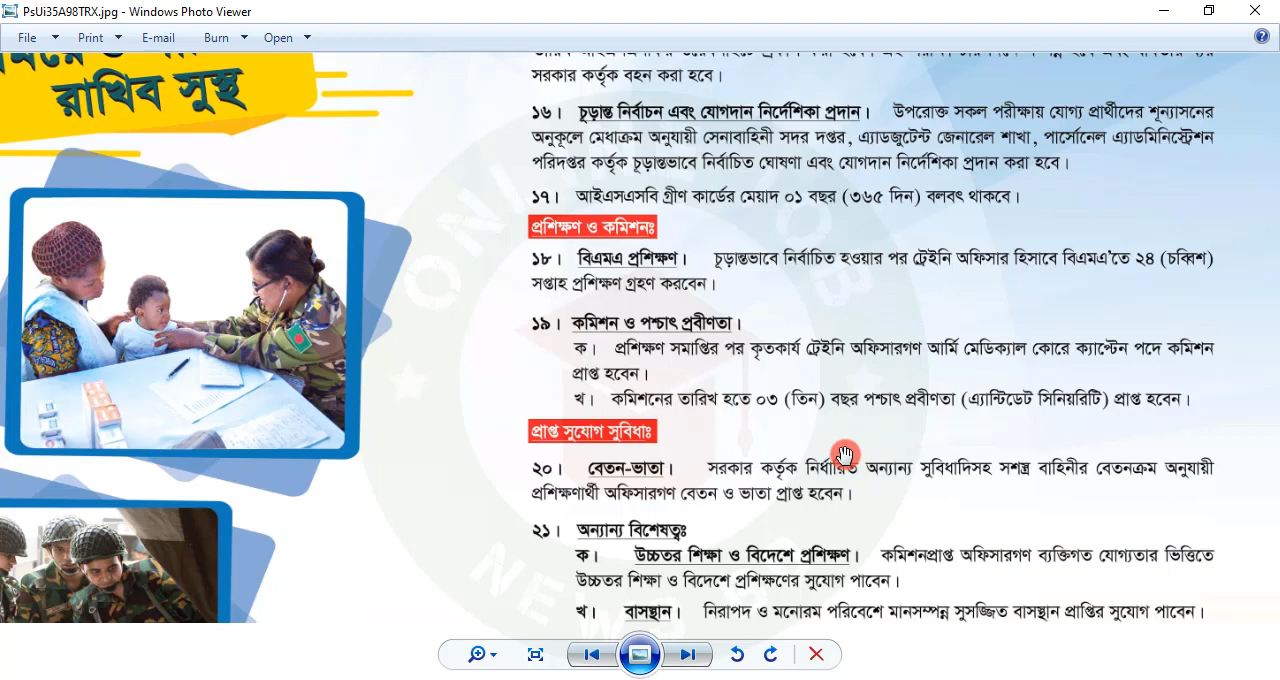 PsUi35A98TRX.jpg - Windows Photo Viewer
File Print E-mail Burn Open
রাখিব সুস্থ
সরকার কর্তৃক বহন করা হবে।
১৬। চূড়ান্ত নির্বাচন এবং যোগদান নির্দেশিকা প্রদান। উপরোক্ত সকল পরীক্ষায় যোগ্য প্রার্থীদের শূন্যাসনের
অনুকূলে মেধাক্রম অনুযায়ী সেনাবাহিনী সদর দপ্তর, এ্যাডজুটেন্ট জেনারেল শাখা, পার্সোনেল এ্যাডমিনিস্ট্রেশন
পরিদপ্তর কর্তৃক চূড়ান্তভাবে নির্বাচিত ঘোষণা এবং যোগদান নির্দেশিকা প্রদান করা হবে।
১৭। আইএসএসবি গ্রীণ কার্ডের মেয়াদ ০১ বছর (৩৬৫ দিন) বলবৎ থাকবে।
প্রশিক্ষণ ও কমিশনঃ
১৮। বিএমএ প্রশিক্ষণ। চূড়ান্তভাবে নির্বাচিত হওয়ার পর ট্রেইনি অফিসার হিসাবে বিএমএ'তে ২৪ (চব্বিশ)
সপ্তাহ প্রশিক্ষণ গ্রহণ করবেন।
১৯। কমিশন ও পশ্চাৎ প্রবীণতা।
ক। প্রশিক্ষণ সমাপ্তির পর কৃতকার্য ট্রেইনি অফিসারগণ আর্মি মেডিক্যাল কোরে ক্যাপ্টেন পদে কমিশন
প্রাপ্ত হবেন।
খ। কমিশনের তারিখ হতে ০৩ (তিন) বছর পশ্চাৎ প্রবীণতা (এ্যান্টিডেট সিনিয়রিটি) প্রাপ্ত হবেন।
প্রাপ্ত সুযোগ সুবিধাঃ
২০। বেতন-ভাতা। সরকার কর্তৃক নির্ধারিত অন্যান্য সুবিধাদিসহ সশস্ত্র বাহিনীর বেতনক্রম অনুযায়ী
প্রশিক্ষণার্থী অফিসারগণ বেতন ও ভাতা প্রাপ্ত হবেন।
২১। অন্যান্য বিশেষত্বঃ
ক। উচ্চতর শিক্ষা ও বিদেশে প্রশিক্ষণ। কমিশনপ্রাপ্ত অফিসারগণ ব্যক্তিগত যোগ্যতার ভিত্তিতে
উচ্চতর শিক্ষা ও বিদেশে প্রশিক্ষণের সুযোগ পাবেন।
খ। বাসস্থান। নিরাপদ ও মনোরম পরিবেশে মানসম্পন্ন সুসজ্জিত বাসস্থান প্রাপ্তির সুযোগ পাবেন।